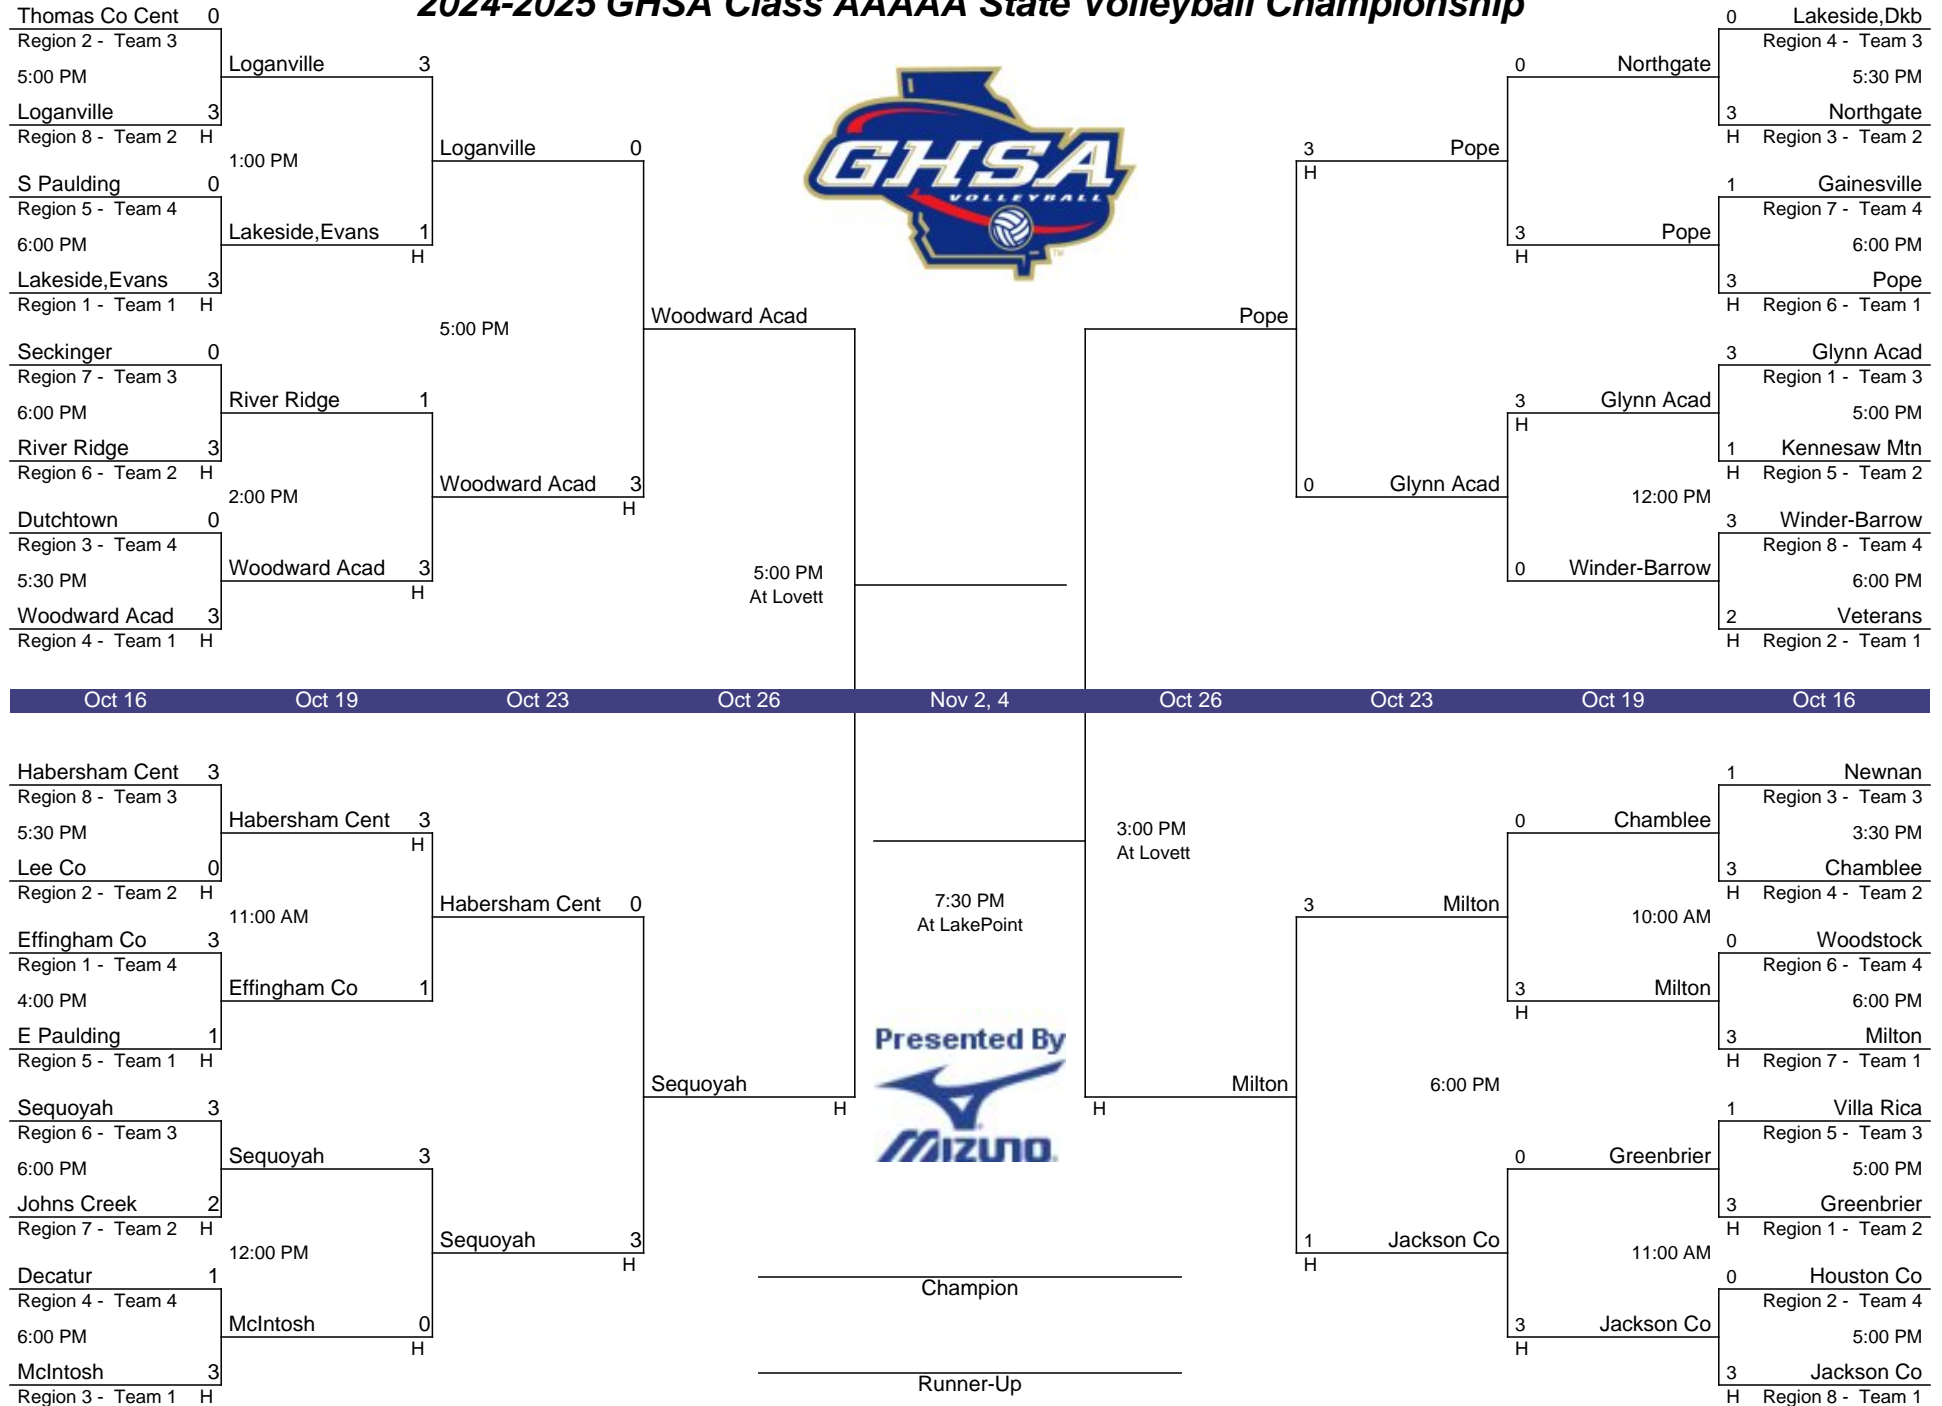 2024-2025 GHSA Class AAAAA State Volleyball Championship
Thomas Co Cent 0
Region 2 - Team 3
5:00 PM
Loganville 3
Region 8 - Team 2 H
S Paulding 0
Region 5 - Team 4
6:00 PM
Lakeside,Evans 3
Region 1 - Team 1 H
Seckinger 0
Region 7 - Team 3
6:00 PM
River Ridge 3
Region 6 - Team 2 H
Dutchtown 0
Region 3 - Team 4
5:30 PM
Woodward Acad 3
Region 4 - Team 1 H
Loganville 3
1:00 PM
Lakeside,Evans 1
H
River Ridge 1
2:00 PM
Woodward Acad 3
H
Loganville 0
5:00 PM
Woodward Acad 3
H
Woodward Acad
5:00 PM
At Lovett
GHSA
VOLLEYBALL
TM
Pope
3 Pope
H
0 Glynn Acad
0 Northgate
3 Pope
H
3 Glynn Acad
H
12:00 PM
0 Winder-Barrow
0 Lakeside,Dkb
Region 4 - Team 3
5:30 PM
3 Northgate
H Region 3 - Team 2
1 Gainesville
Region 7 - Team 4
6:00 PM
3 Pope
H Region 6 - Team 1
3 Glynn Acad
Region 1 - Team 3
5:00 PM
1 Kennesaw Mtn
H Region 5 - Team 2
3 Winder-Barrow
Region 8 - Team 4
6:00 PM
2 Veterans
H Region 2 - Team 1
Oct 16 Oct 19 Oct 23 Oct 26 Nov 2, 4 Oct 26 Oct 23 Oct 19 Oct 16
Habersham Cent 3
Region 8 - Team 3
5:30 PM
Lee Co 0
Region 2 - Team 2 H
Effingham Co 3
Region 1 - Team 4
4:00 PM
E Paulding 1
Region 5 - Team 1 H
Sequoyah 3
Region 6 - Team 3
6:00 PM
Johns Creek 2
Region 7 - Team 2 H
Decatur 1
Region 4 - Team 4
6:00 PM
McIntosh 3
Region 3 - Team 1 H
Habersham Cent 3
H
11:00 AM
Effingham Co 1
Sequoyah 3
12:00 PM
McIntosh 0
H
Habersham Cent 0
Sequoyah 3
H
Sequoyah
H
7:30 PM
At LakePoint
Presented By
MIZUNO
Champion
Runner-Up
3:00 PM
At Lovett
Milton
H
3 Milton
6:00 PM
1 Jackson Co
H
0 Chamblee
10:00 AM
3 Milton
H
0 Greenbrier
11:00 AM
3 Jackson Co
H
1 Newnan
Region 3 - Team 3
3:30 PM
3 Chamblee
H Region 4 - Team 2
0 Woodstock
Region 6 - Team 4
6:00 PM
3 Milton
H Region 7 - Team 1
1 Villa Rica
Region 5 - Team 3
5:00 PM
3 Greenbrier
H Region 1 - Team 2
0 Houston Co
Region 2 - Team 4
5:00 PM
3 Jackson Co
H Region 8 - Team 1